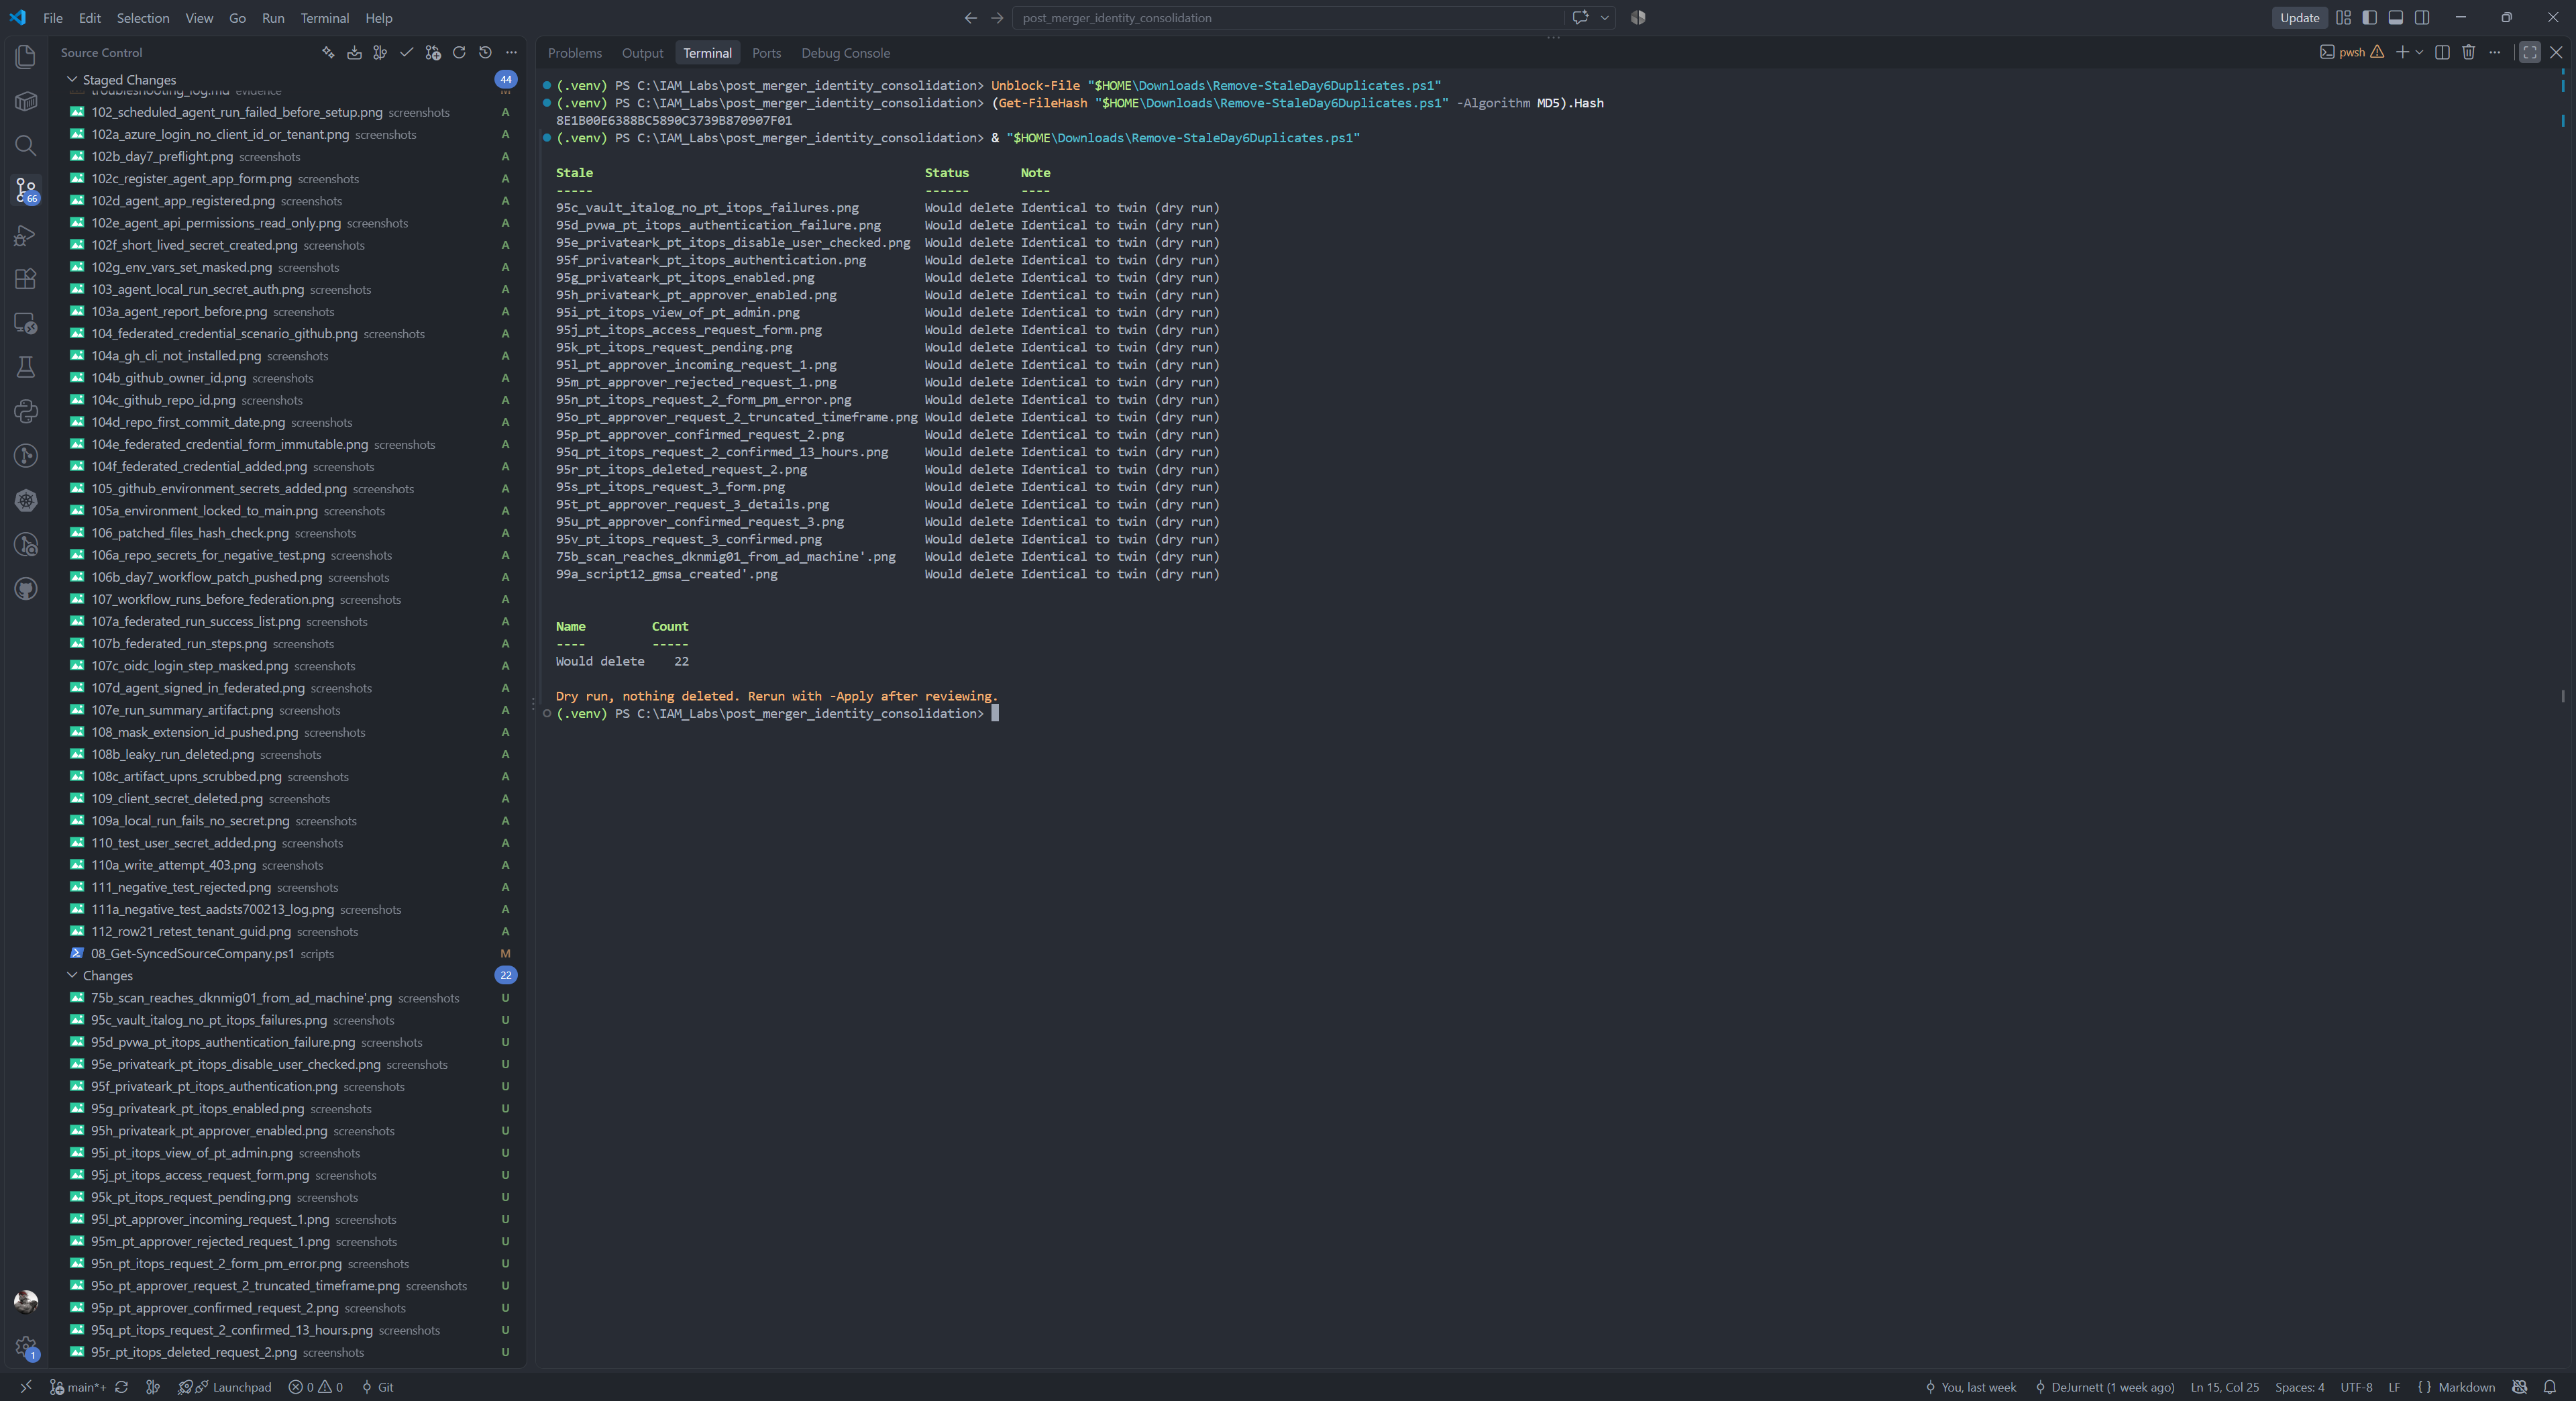 File Edit Selection View Go Run Terminal Help
post_merger_identity_consolidation
Update
Source Control
Staged Changes 44
troubleshooting_log.md evidence M
102_scheduled_agent_run_failed_before_setup.png screenshots A
102a_azure_login_no_client_id_or_tenant.png screenshots A
102b_day7_preflight.png screenshots A
102c_register_agent_app_form.png screenshots A
102d_agent_app_registered.png screenshots A
102e_agent_api_permissions_read_only.png screenshots A
102f_short_lived_secret_created.png screenshots A
102g_env_vars_set_masked.png screenshots A
103_agent_local_run_secret_auth.png screenshots A
103a_agent_report_before.png screenshots A
104_federated_credential_scenario_github.png screenshots A
104a_gh_cli_not_installed.png screenshots A
104b_github_owner_id.png screenshots A
104c_github_repo_id.png screenshots A
104d_repo_first_commit_date.png screenshots A
104e_federated_credential_form_immutable.png screenshots A
104f_federated_credential_added.png screenshots A
105_github_environment_secrets_added.png screenshots A
105a_environment_locked_to_main.png screenshots A
106_patched_files_hash_check.png screenshots A
106a_repo_secrets_for_negative_test.png screenshots A
106b_day7_workflow_patch_pushed.png screenshots A
107_workflow_runs_before_federation.png screenshots A
107a_federated_run_success_list.png screenshots A
107b_federated_run_steps.png screenshots A
107c_oidc_login_step_masked.png screenshots A
107d_agent_signed_in_federated.png screenshots A
107e_run_summary_artifact.png screenshots A
108_mask_extension_id_pushed.png screenshots A
108b_leaky_run_deleted.png screenshots A
108c_artifact_upns_scrubbed.png screenshots A
109_client_secret_deleted.png screenshots A
109a_local_run_fails_no_secret.png screenshots A
110_test_user_secret_added.png screenshots A
110a_write_attempt_403.png screenshots A
111_negative_test_rejected.png screenshots A
111a_negative_test_aadsts700213_log.png screenshots A
112_row21_retest_tenant_guid.png screenshots A
08_Get-SyncedSourceCompany.ps1 scripts M
Changes 22
75b_scan_reaches_dknmig01_from_ad_machine'.png screenshots U
95c_vault_italog_no_pt_itops_failures.png screenshots U
95d_pvwa_pt_itops_authentication_failure.png screenshots U
95e_privateark_pt_itops_disable_user_checked.png screenshots U
95f_privateark_pt_itops_authentication.png screenshots U
95g_privateark_pt_itops_enabled.png screenshots U
95h_privateark_pt_approver_enabled.png screenshots U
95i_pt_itops_view_of_pt_admin.png screenshots U
95j_pt_itops_access_request_form.png screenshots U
95k_pt_itops_request_pending.png screenshots U
95l_pt_approver_incoming_request_1.png screenshots U
95m_pt_approver_rejected_request_1.png screenshots U
95n_pt_itops_request_2_form_pm_error.png screenshots U
95o_pt_approver_request_2_truncated_timeframe.png screenshots U
95p_pt_approver_confirmed_request_2.png screenshots U
95q_pt_itops_request_2_confirmed_13_hours.png screenshots U
95r_pt_itops_deleted_request_2.png screenshots U
66
1
Problems Output Terminal Ports Debug Console
pwsh
(.venv) PS C:\IAM_Labs\post_merger_identity_consolidation> Unblock-File "$HOME\Downloads\Remove-StaleDay6Duplicates.ps1"
(.venv) PS C:\IAM_Labs\post_merger_identity_consolidation> (Get-FileHash "$HOME\Downloads\Remove-StaleDay6Duplicates.ps1" -Algorithm MD5).Hash
8E1B00E6388BC5890C3739B870907F01
(.venv) PS C:\IAM_Labs\post_merger_identity_consolidation> & "$HOME\Downloads\Remove-StaleDay6Duplicates.ps1"
Stale Status Note
----- ------ ----
95c_vault_italog_no_pt_itops_failures.png Would delete Identical to twin (dry run)
95d_pvwa_pt_itops_authentication_failure.png Would delete Identical to twin (dry run)
95e_privateark_pt_itops_disable_user_checked.png Would delete Identical to twin (dry run)
95f_privateark_pt_itops_authentication.png Would delete Identical to twin (dry run)
95g_privateark_pt_itops_enabled.png Would delete Identical to twin (dry run)
95h_privateark_pt_approver_enabled.png Would delete Identical to twin (dry run)
95i_pt_itops_view_of_pt_admin.png Would delete Identical to twin (dry run)
95j_pt_itops_access_request_form.png Would delete Identical to twin (dry run)
95k_pt_itops_request_pending.png Would delete Identical to twin (dry run)
95l_pt_approver_incoming_request_1.png Would delete Identical to twin (dry run)
95m_pt_approver_rejected_request_1.png Would delete Identical to twin (dry run)
95n_pt_itops_request_2_form_pm_error.png Would delete Identical to twin (dry run)
95o_pt_approver_request_2_truncated_timeframe.png Would delete Identical to twin (dry run)
95p_pt_approver_confirmed_request_2.png Would delete Identical to twin (dry run)
95q_pt_itops_request_2_confirmed_13_hours.png Would delete Identical to twin (dry run)
95r_pt_itops_deleted_request_2.png Would delete Identical to twin (dry run)
95s_pt_itops_request_3_form.png Would delete Identical to twin (dry run)
95t_pt_approver_request_3_details.png Would delete Identical to twin (dry run)
95u_pt_approver_confirmed_request_3.png Would delete Identical to twin (dry run)
95v_pt_itops_request_3_confirmed.png Would delete Identical to twin (dry run)
75b_scan_reaches_dknmig01_from_ad_machine'.png Would delete Identical to twin (dry run)
99a_script12_gmsa_created'.png Would delete Identical to twin (dry run)
Name Count
---- -----
Would delete 22
Dry run, nothing deleted. Rerun with -Apply after reviewing.
(.venv) PS C:\IAM_Labs\post_merger_identity_consolidation>
main*+ Launchpad 0 0 Git You, last week DeJurnett (1 week ago) Ln 15, Col 25 Spaces: 4 UTF-8 LF { } Markdown